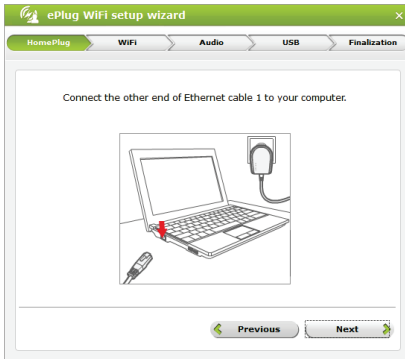 ePlug WiFi setup wizard
HomePlug WiFi Audio USB Finalization
Connect the other end of Ethernet cable 1 to your computer.
Previous Next